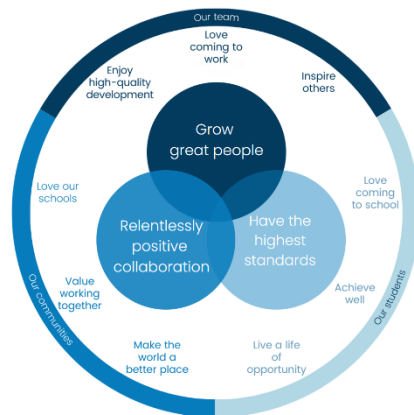 Our team
Love
coming to
work
Enjoy
high-quality
development
Inspire
others
Grow
great people
Love our
schools
Love
coming
to school
Relentlessly
positive
collaboration
Have the
highest
standards
Value
working
together
Achieve
well
Our communities
Our students
Make the
world a
better place
Live a life
of
opportunity